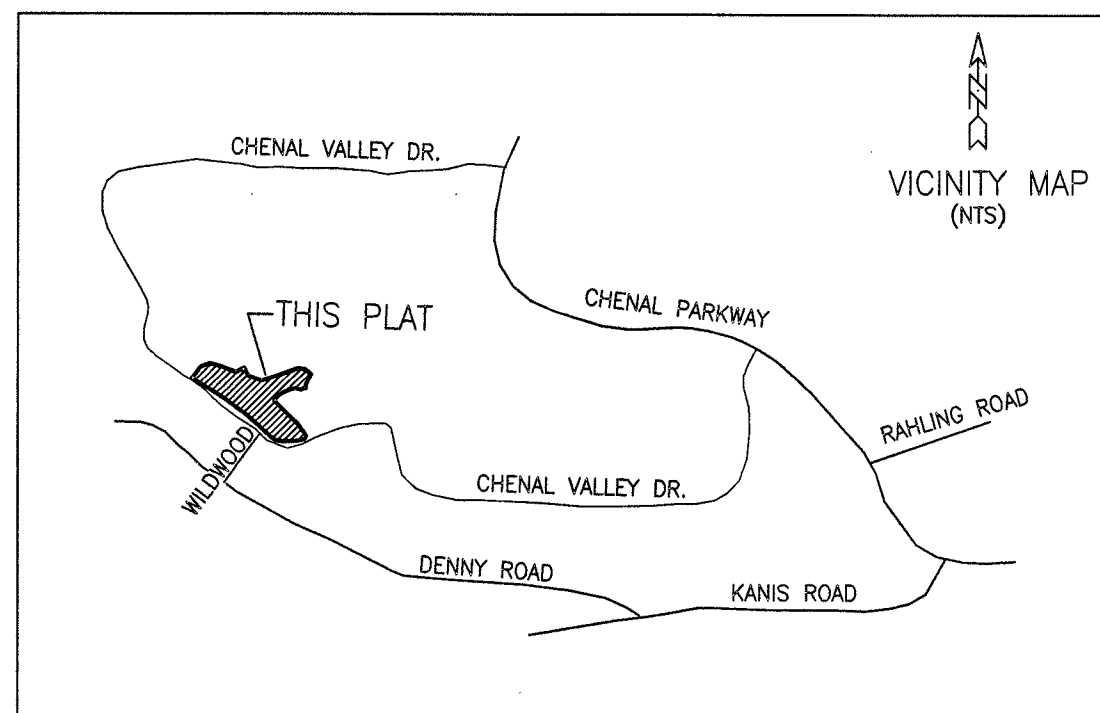 CHENAL VALLEY DR.
N
VICINITY MAP
(NTS)
THIS PLAT
CHENAL PARKWAY
RAHLING ROAD
WILDWOOD
CHENAL VALLEY DR.
DENNY ROAD
KANIS ROAD